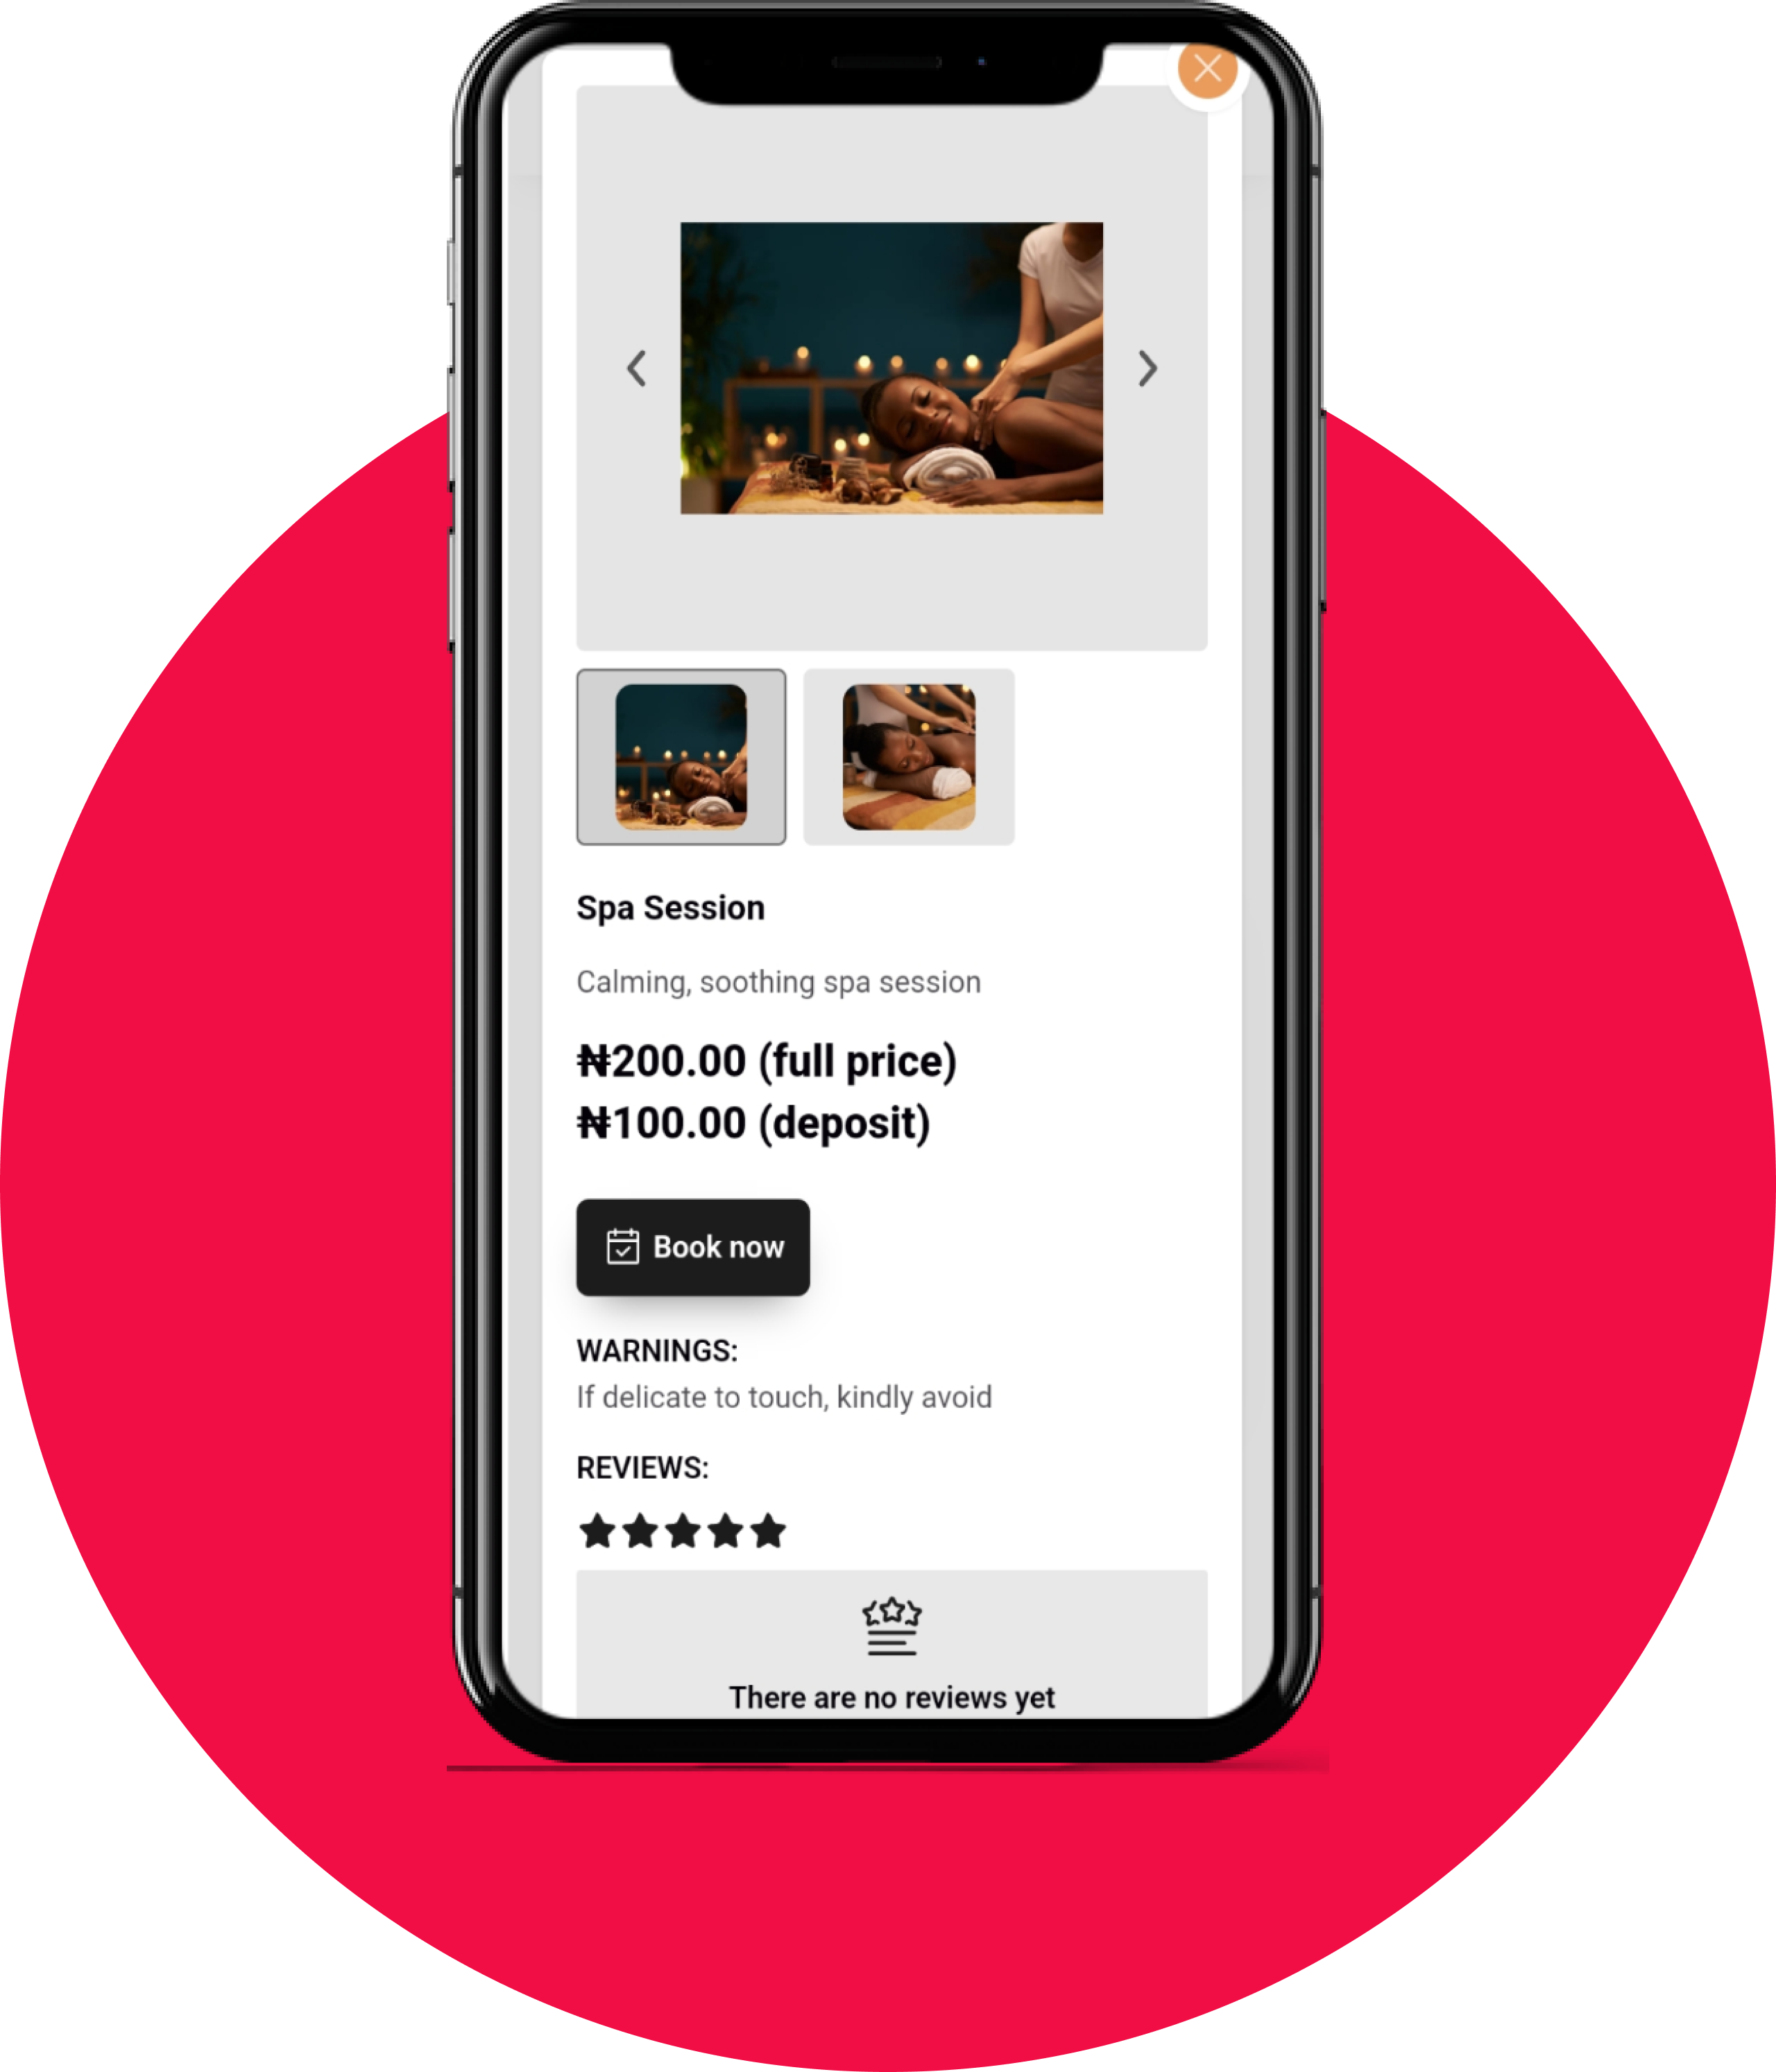 Spa Session
Calming, soothing spa session
₦200.00 (full price)
₦100.00 (deposit)
Book now
WARNINGS:
If delicate to touch, kindly avoid
REVIEWS:
There are no reviews yet